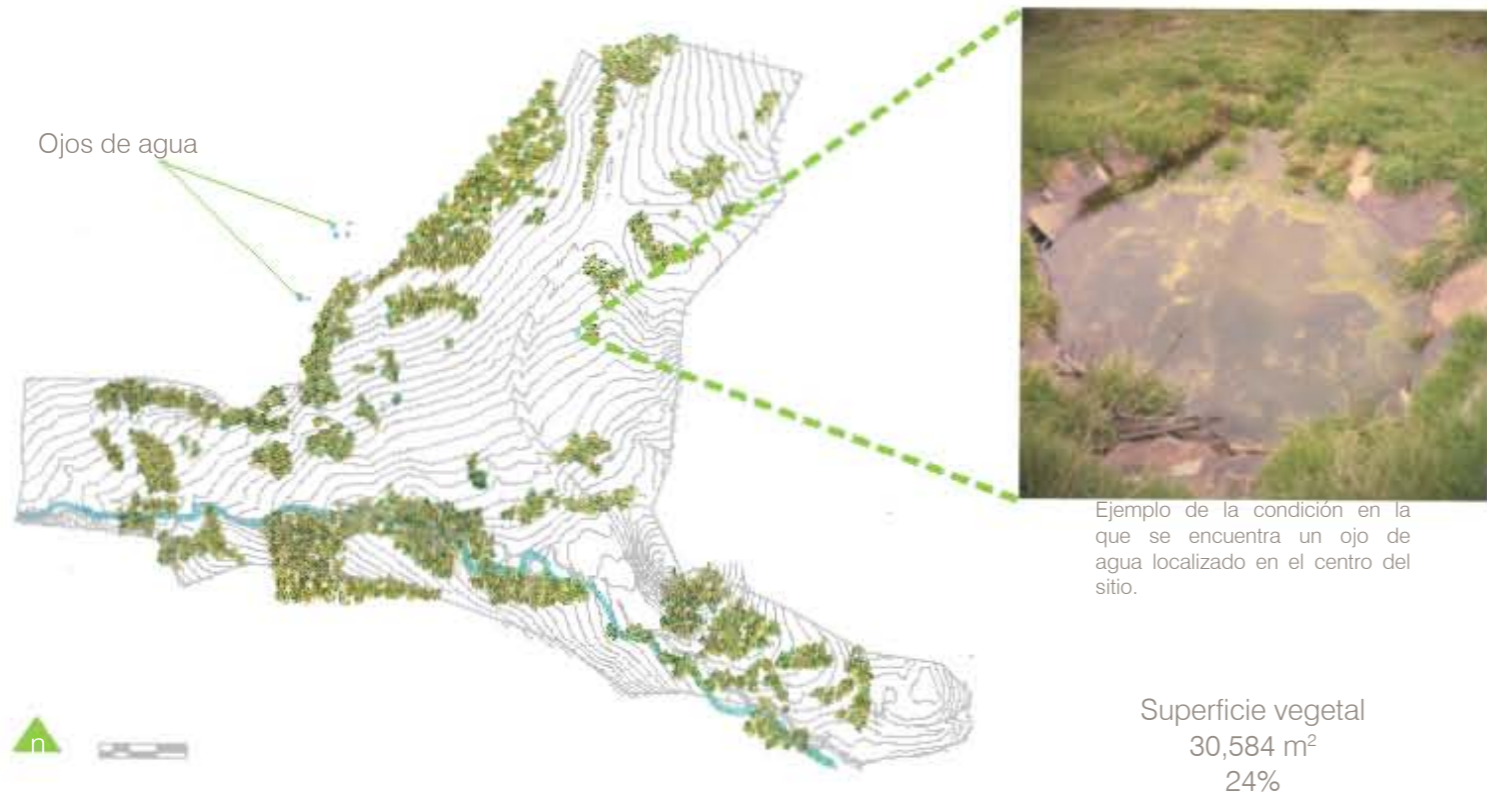 Ojos de agua
Ejemplo de la condición en la
que se encuentra un ojo de
agua localizado en el centro del
sitio.
n
Superficie vegetal
30,584 m²
24%